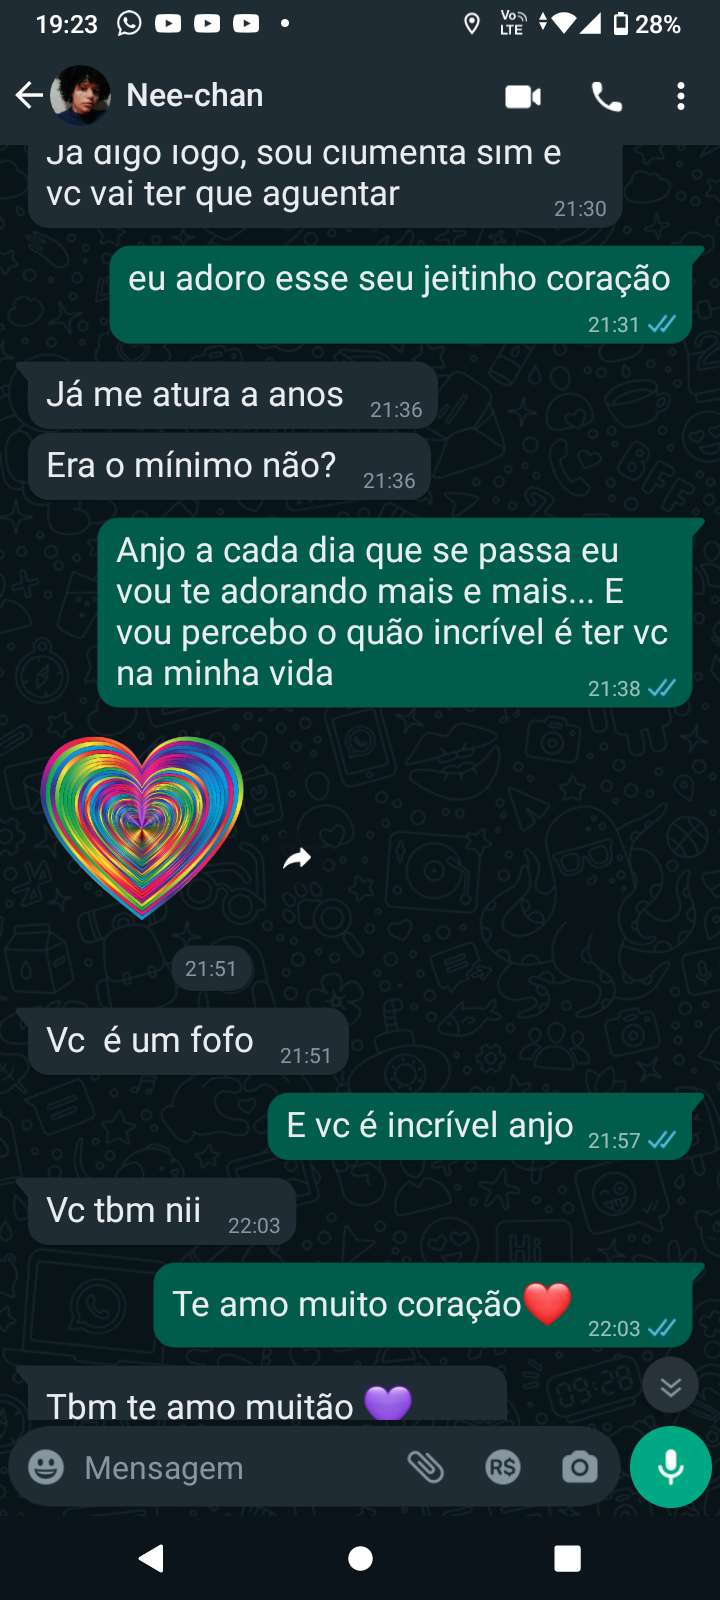 19:23
Vo LTE
28%
Nee-chan
Já digo logo, sou ciumenta sim e
vc vai ter que aguentar
21:30
eu adoro esse seu jeitinho coração
21:31
Já me atura a anos
21:36
Era o mínimo não?
21:36
Anjo a cada dia que se passa eu
vou te adorando mais e mais... E
vou percebo o quão incrível é ter vc
na minha vida
21:38
21:51
Vc  é um fofo
21:51
E vc é incrível anjo
21:57
Vc tbm nii
22:03
Te amo muito coração❤️
22:03
Tbm te amo muitão 💜
Mensagem
R$